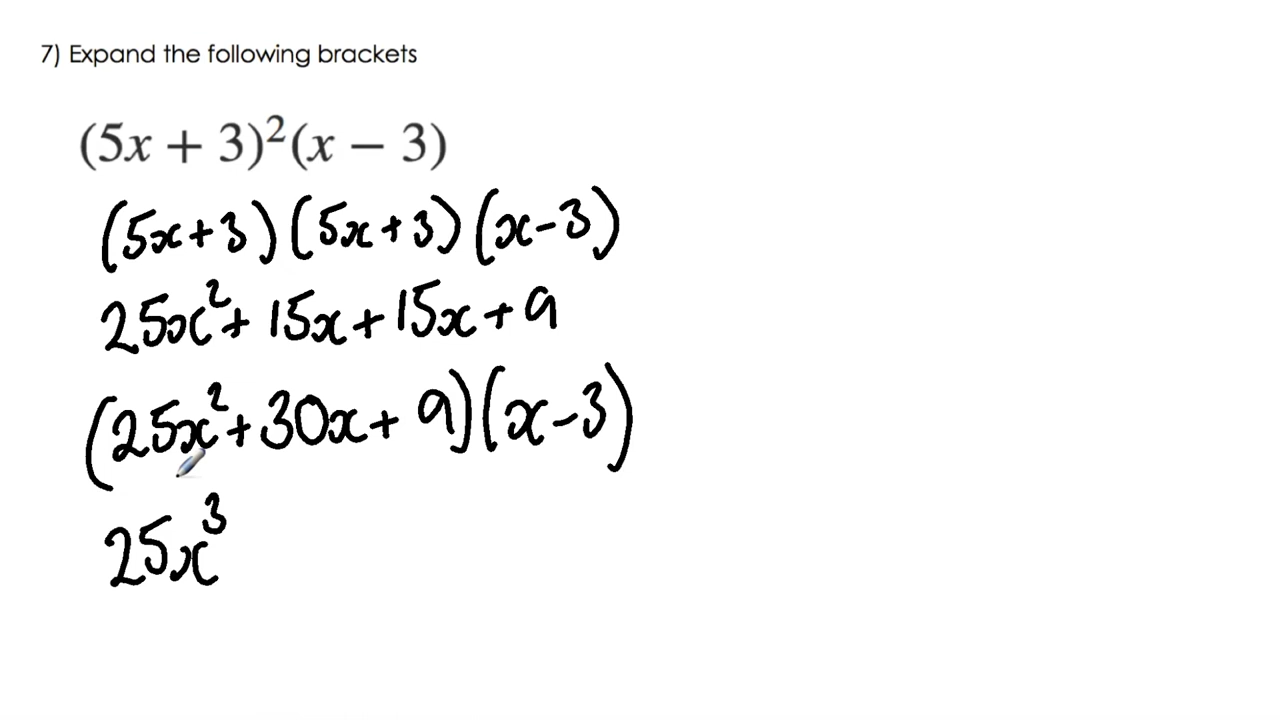 7) Expand the following brackets
(5x + 3)²(x − 3)
(5x+3)(5x+3)(x-3)
25x²+15x+15x+9
(25x²+30x+9)(x-3)
25x³